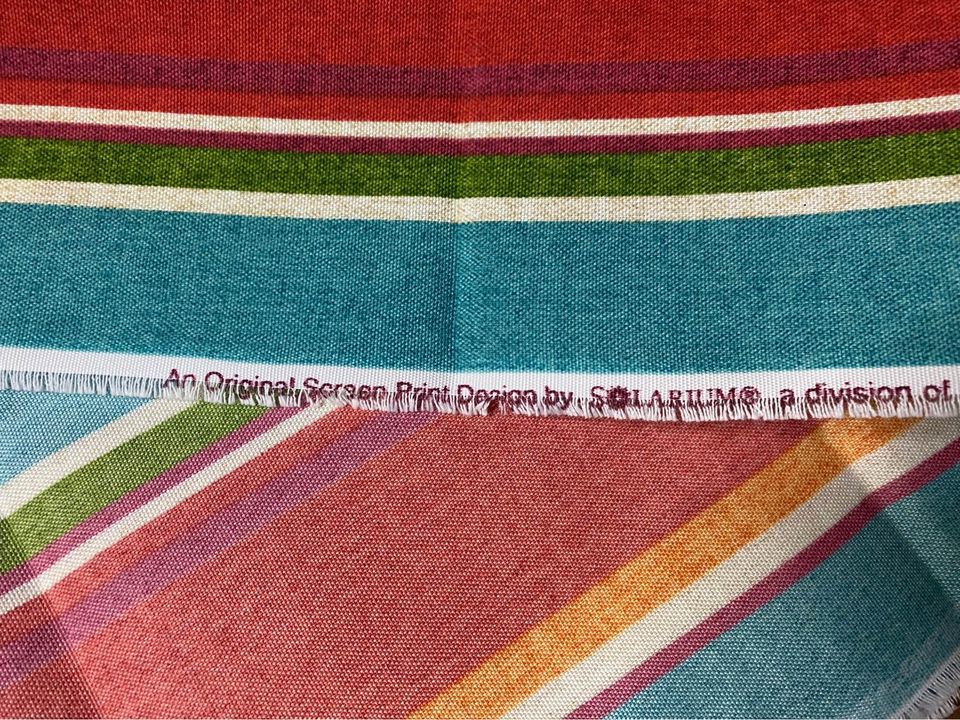 An Original Screen Print Design by SOLARIUM® a division of